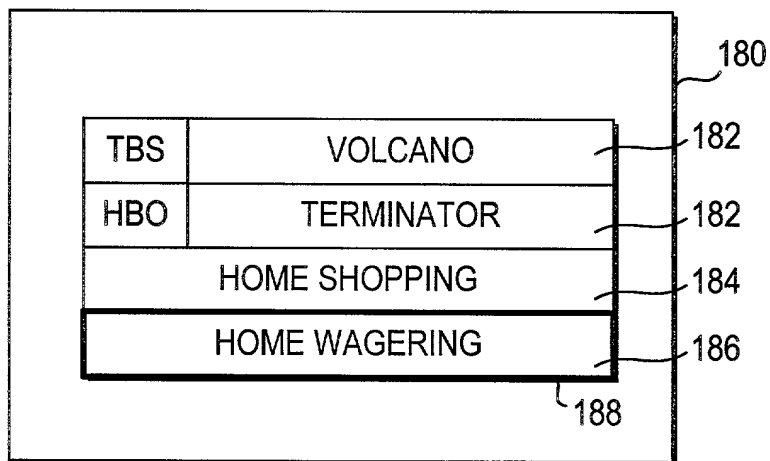 180
TBS VOLCANO 182
HBO TERMINATOR 182
HOME SHOPPING 184
HOME WAGERING 186
188